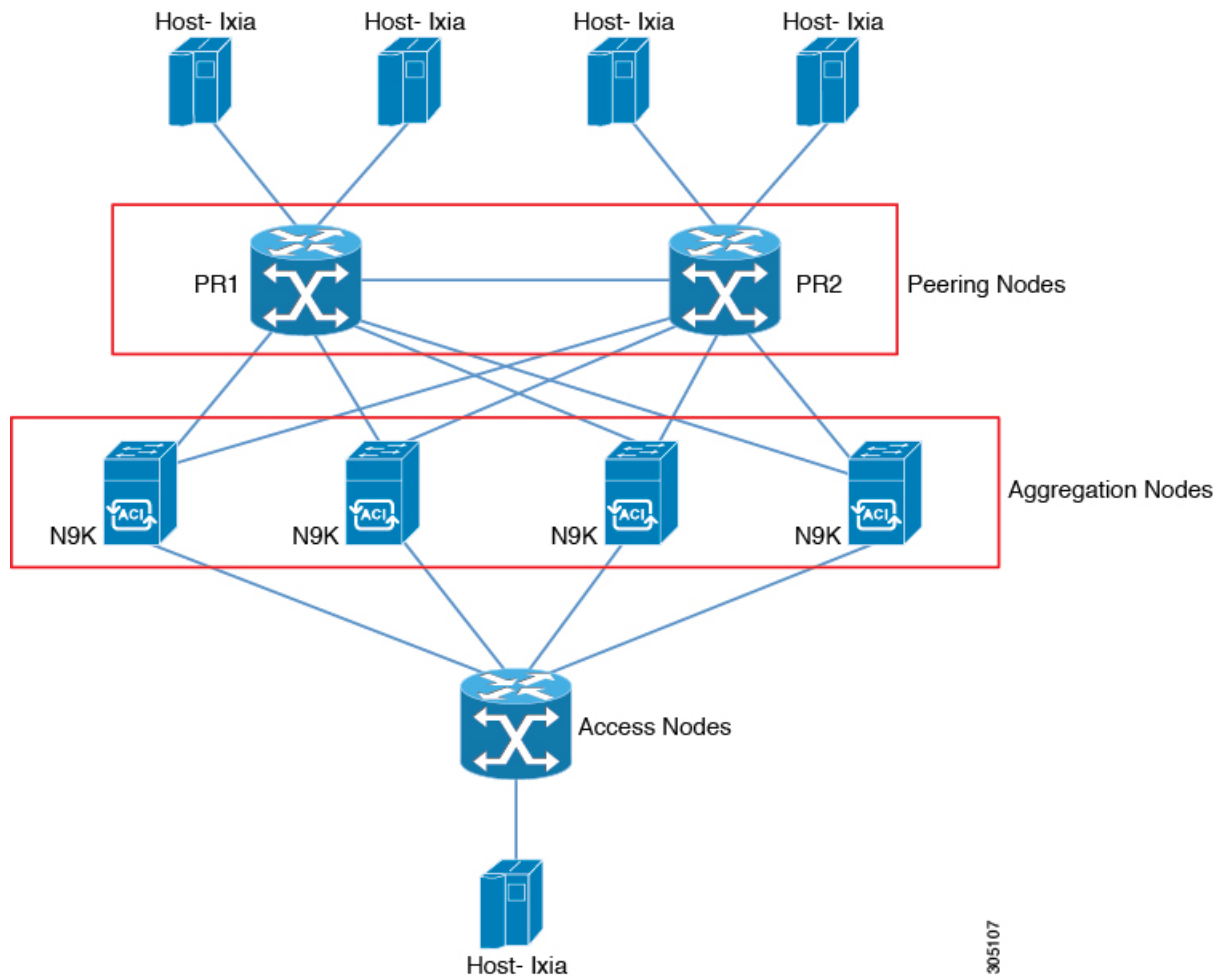 Host- Ixia
Host- Ixia
Host- Ixia
Host- Ixia
PR1
PR2
Peering Nodes
ACI
ACI
ACI
ACI
Aggregation Nodes
N9K
N9K
N9K
N9K
Access Nodes
Host- Ixia
305107